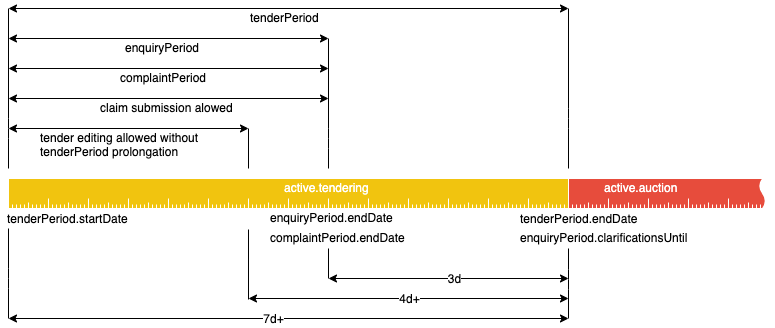 tenderPeriod
enquiryPeriod
complaintPeriod
claim submission alowed
tender editing allowed without
tenderPeriod prolongation
active.tendering
active.auction
tenderPeriod.startDate
enquiryPeriod.endDate
tenderPeriod.endDate
complaintPeriod.endDate
enquiryPeriod.clarificationsUntil
3d
4d+
7d+